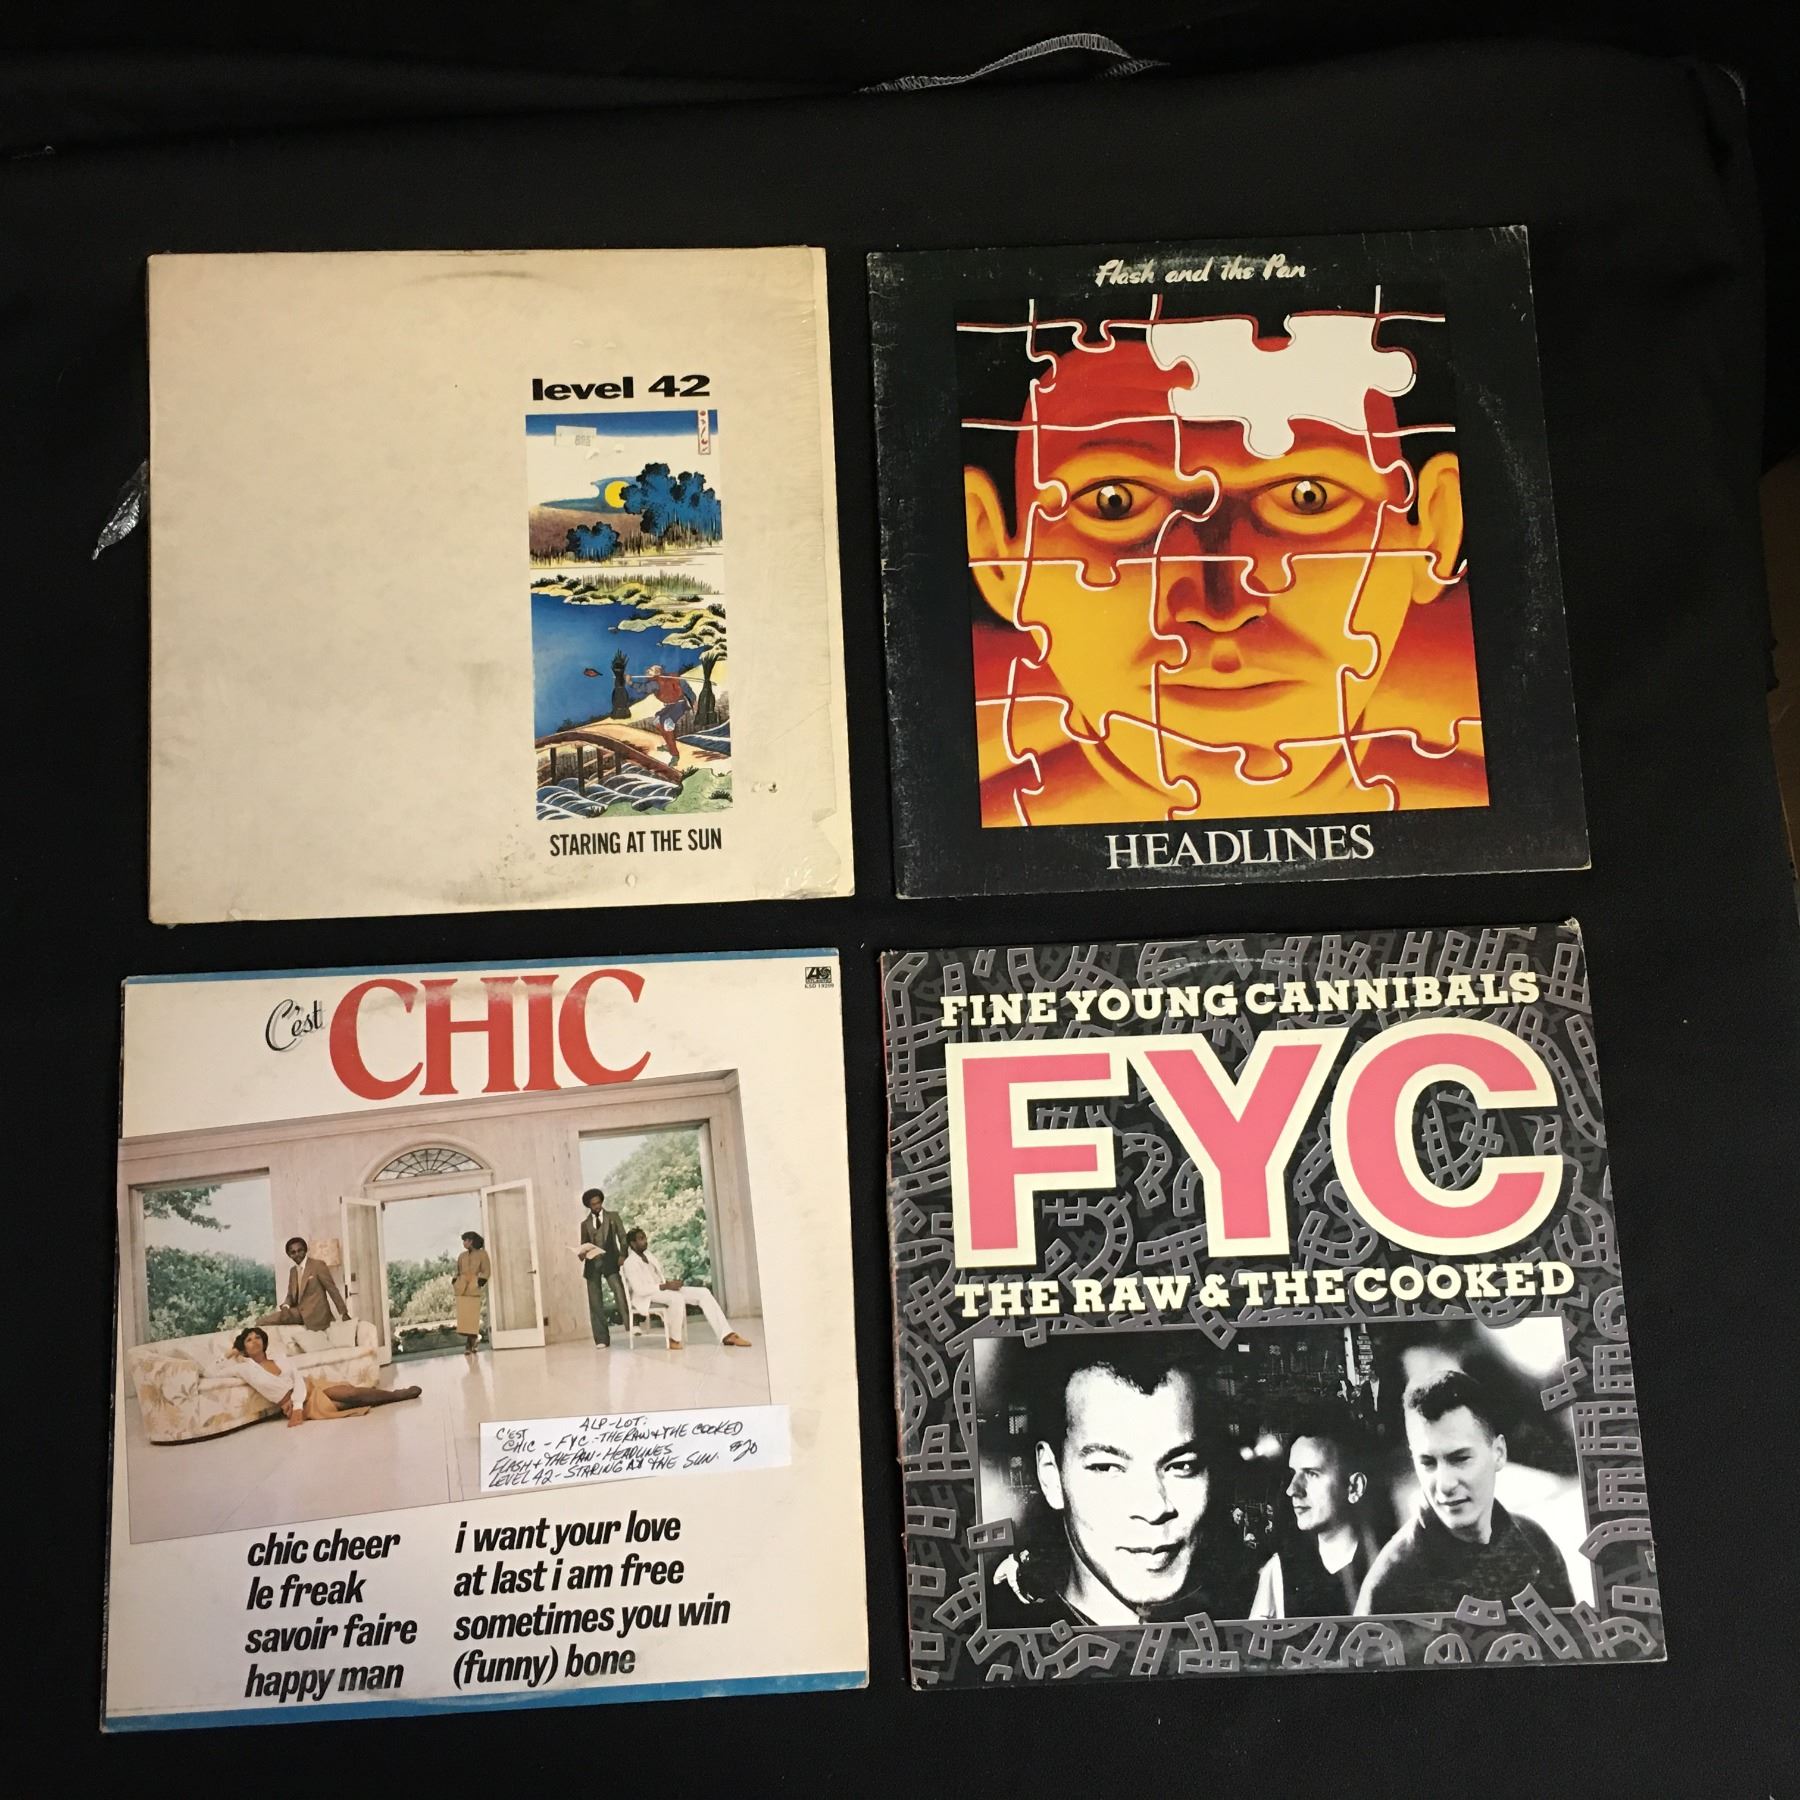 level 42
STARING AT THE SUN
Flash and the Pan
HEADLINES
C'est CHIC
ATLANTIC
KSD 19209
ALP-LOT:
C'EST
CHIC - FYC - THE RAW & THE COOKED
FLASH & THE PAN - HEADLINES
LEVEL 42 - STARING AT THE SUN. $20
chic cheer
le freak
savoir faire
happy man
i want your love
at last i am free
sometimes you win
(funny) bone
FINE YOUNG CANNIBALS
FYC
THE RAW & THE COOKED